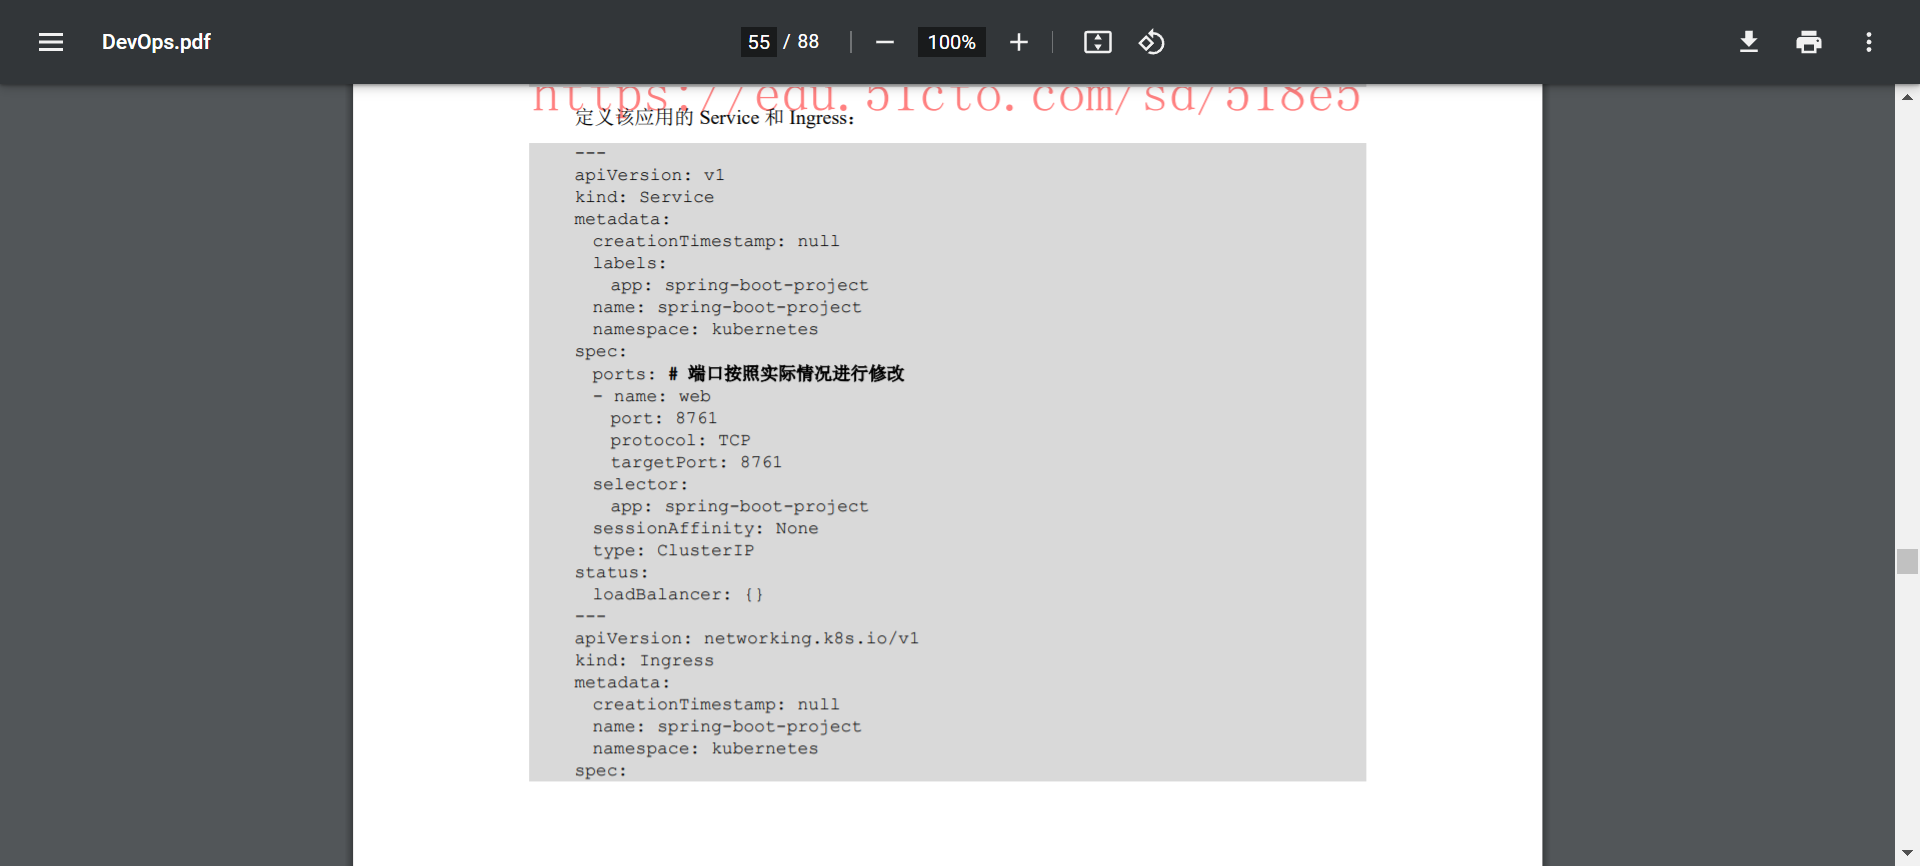 DevOps.pdf
55 / 88
100%
https://edu.51cto.com/sd/518e5
定义该应用的 Service 和 Ingress：
---
apiVersion: v1
kind: Service
metadata:
  creationTimestamp: null
  labels:
    app: spring-boot-project
  name: spring-boot-project
  namespace: kubernetes
spec:
  ports: # 端口按照实际情况进行修改
  - name: web
    port: 8761
    protocol: TCP
    targetPort: 8761
  selector:
    app: spring-boot-project
  sessionAffinity: None
  type: ClusterIP
status:
  loadBalancer: {}
---
apiVersion: networking.k8s.io/v1
kind: Ingress
metadata:
  creationTimestamp: null
  name: spring-boot-project
  namespace: kubernetes
spec: